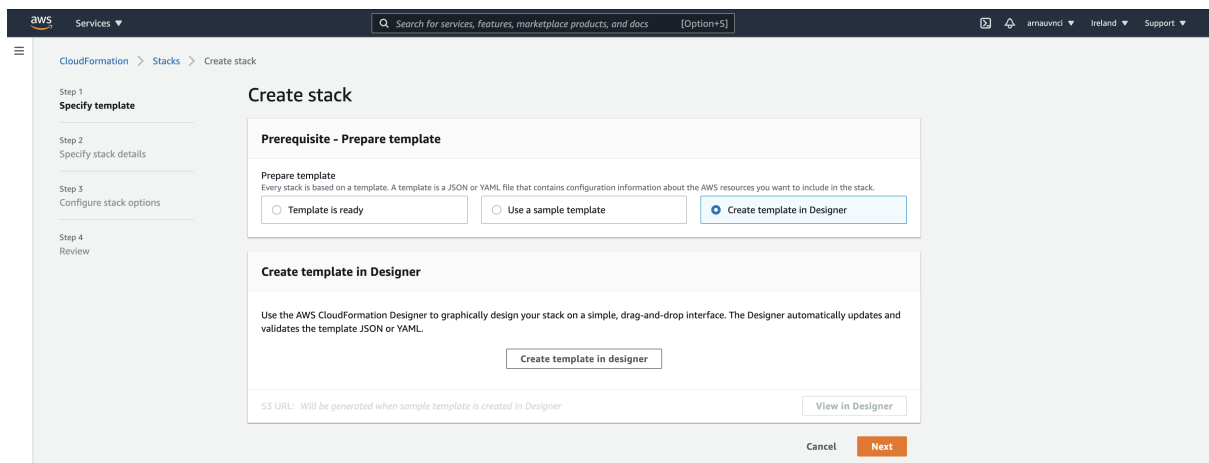 aws
Services ▼
Search for services, features, marketplace products, and docs [Option+S]
arnauvnci ▼
Ireland ▼
Support ▼
CloudFormation > Stacks > Create stack
Step 1
Specify template
Step 2
Specify stack details
Step 3
Configure stack options
Step 4
Review
Create stack
Prerequisite - Prepare template
Prepare template
Every stack is based on a template. A template is a JSON or YAML file that contains configuration information about the AWS resources you want to include in the stack.
Template is ready
Use a sample template
Create template in Designer
Create template in Designer
Use the AWS CloudFormation Designer to graphically design your stack on a simple, drag-and-drop interface. The Designer automatically updates and
validates the template JSON or YAML.
Create template in designer
S3 URL: Will be generated when sample template is created in Designer
View in Designer
Cancel
Next